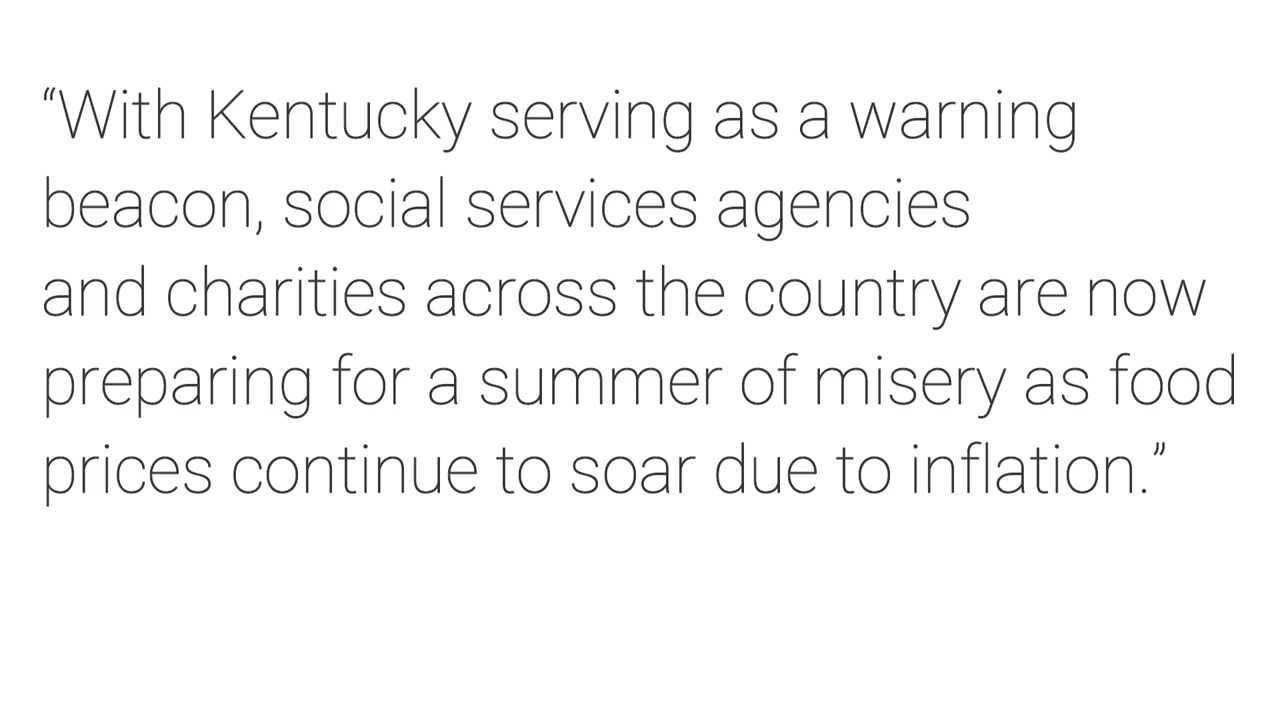 “With Kentucky serving as a warning
beacon, social services agencies
and charities across the country are now
preparing for a summer of misery as food
prices continue to soar due to inflation.”